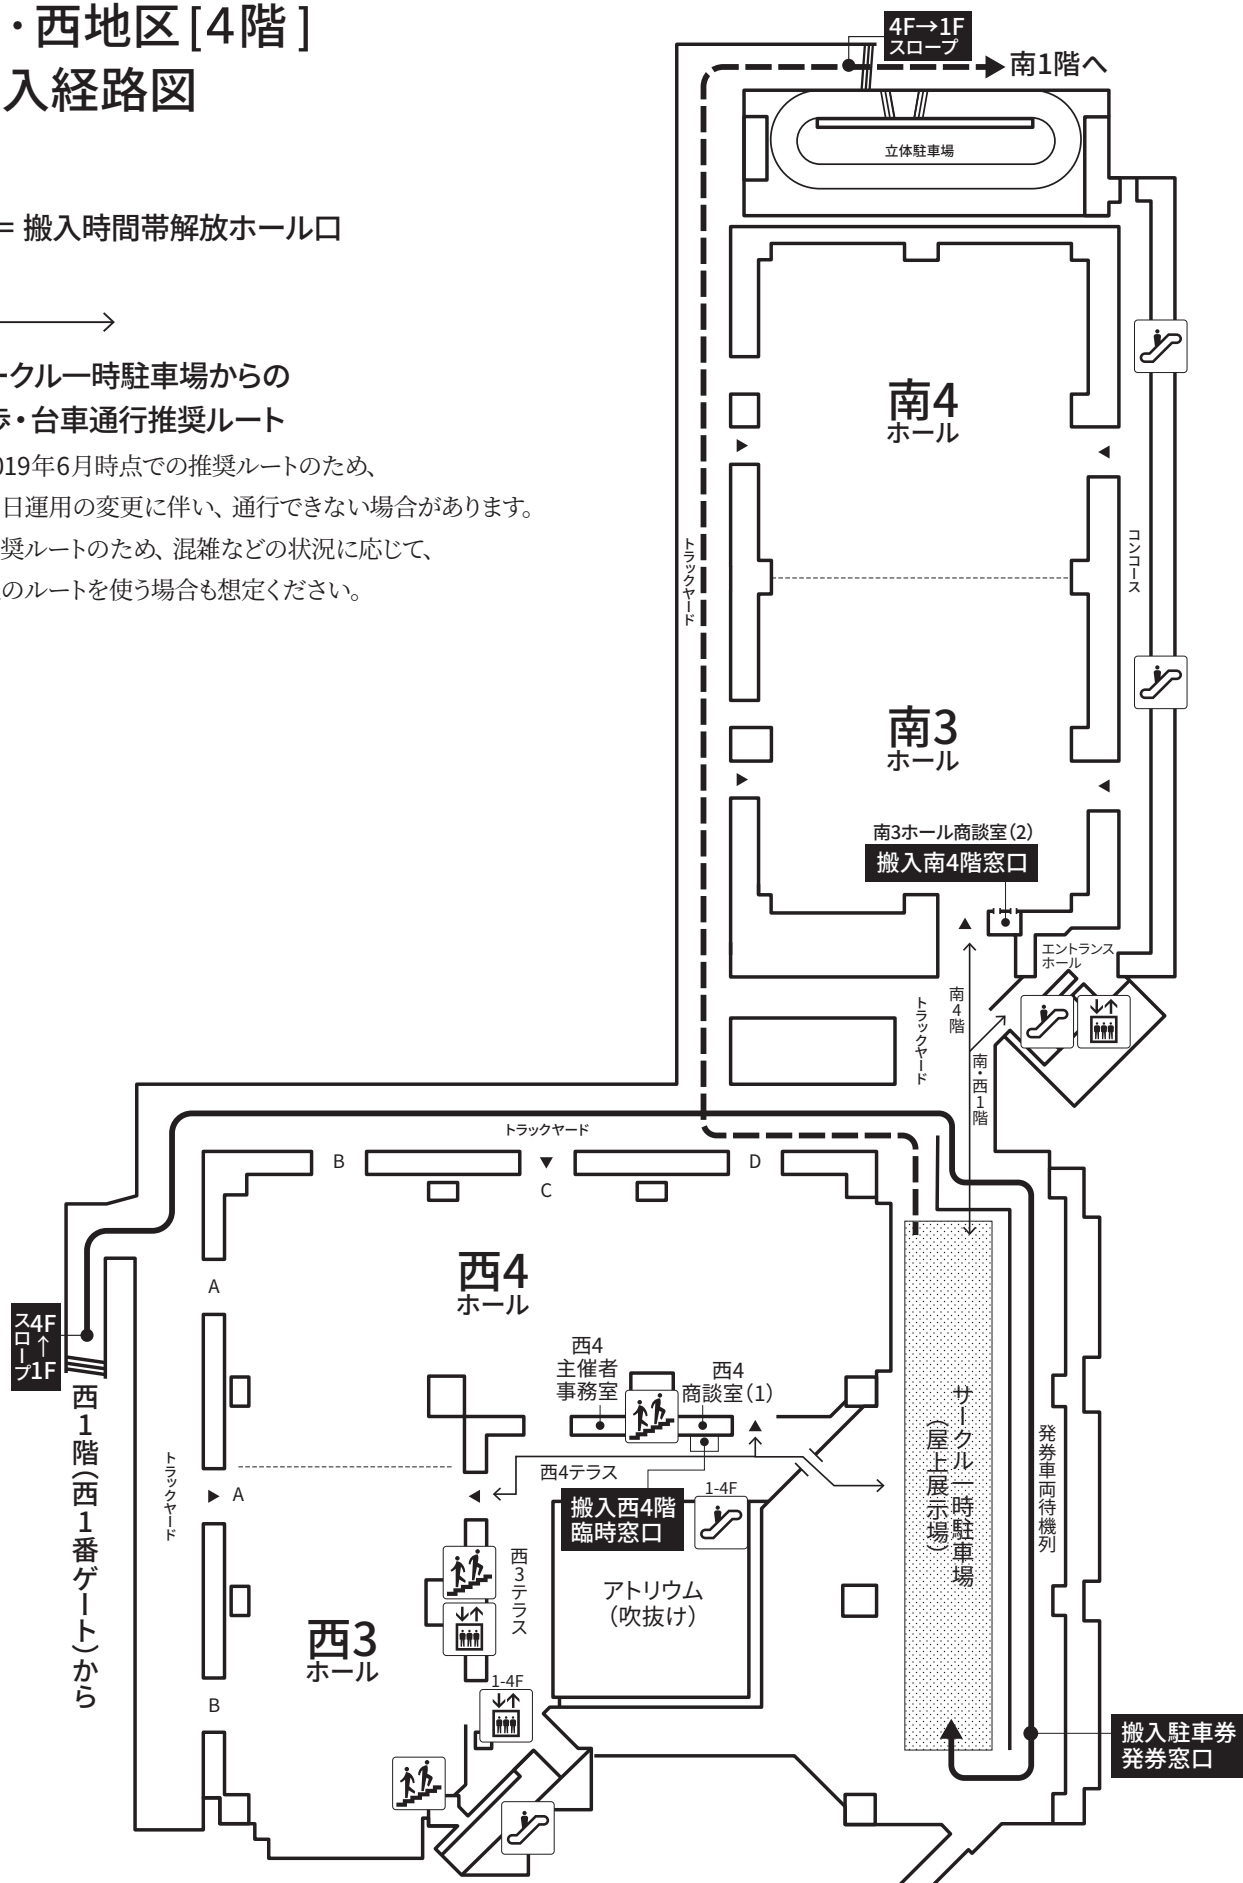 ・西地区[4階]
入経路図
= 搬入時間帯解放ホール口
ークル一時駐車場からの
歩・台車通行推奨ルート
019年6月時点での推奨ルートのため、
日運用の変更に伴い、通行できない場合があります。
奨ルートのため、混雑などの状況に応じて、
のルートを使う場合も想定ください。
4F→1F
スロープ
南1階へ
立体駐車場
南4
ホール
トラックヤード
コンコース
南3
ホール
南3ホール商談室(2)
搬入南4階窓口
エントランス
ホール
南4階
トラックヤード
南・西1階
トラックヤード
B
C
D
A
西4
ホール
4F←1F
スロープ
西1階(西1番ゲート)から
西4
主催者
事務室
西4
商談室(1)
トラックヤード
A
西4テラス
搬入西4階
臨時窓口
1-4F
サークル一時駐車場
(屋上展示場)
発券車両待機列
西3テラス
アトリウム
(吹抜け)
西3
ホール
B
1-4F
搬入駐車券
発券窓口